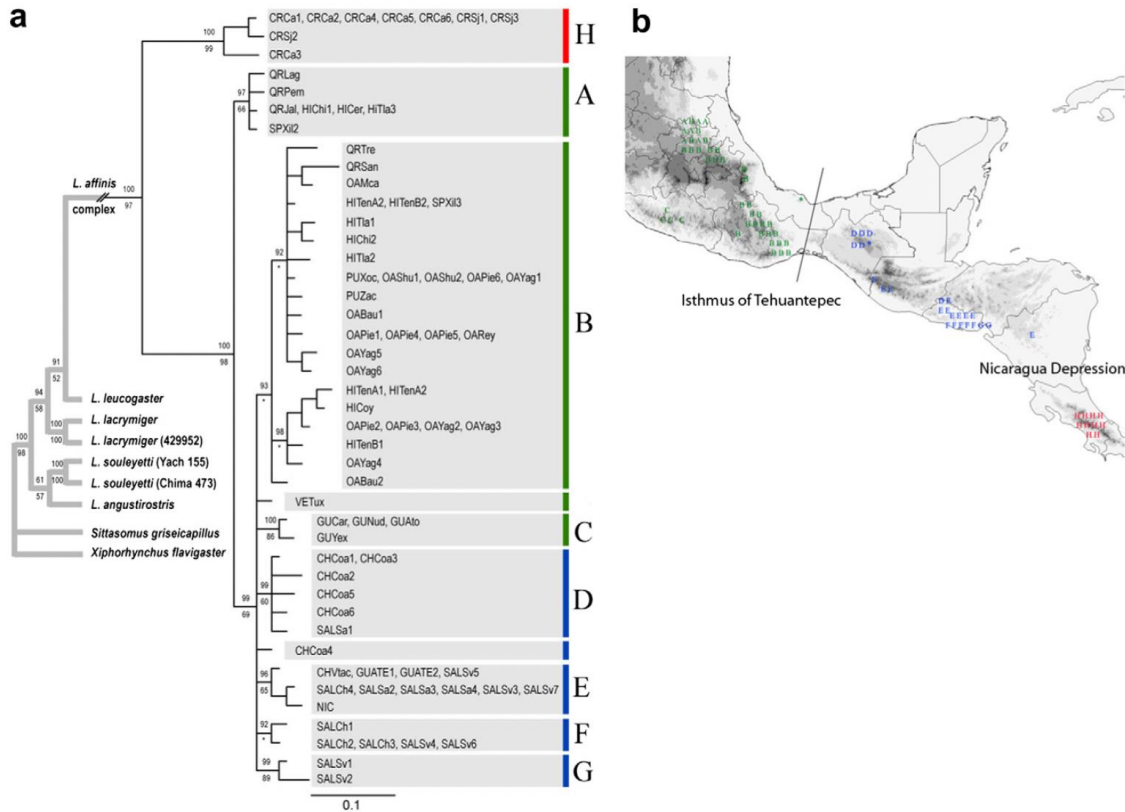 a
b
CRCa1, CRCa2, CRCa4, CRCa5, CRCa6, CRSj1, CRSj3
CRSj2
CRCa3
H
100
99
QRLag
QRPem
QRJal, HIChi1, HICer, HiTla3
SPXil2
A
97
66
L. affinis
complex
100
97
QRTre
QRSan
OAMca
HITenA2, HITenB2, SPXil3
HITla1
HIChi2
HITla2
PUXoc, OAShu1, OAShu2, OAPie6, OAYag1
PUZac
OABau1
OAPie1, OAPie4, OAPie5, OARey
OAYag5
OAYag6
HITenA1, HITenA2
HICoy
OAPie2, OAPie3, OAYag2, OAYag3
HITenB1
OAYag4
OABau2
B
92
*
100
98
93
*
98
*
VETux
GUCar, GUNud, GUAto
GUYex
C
100
86
CHCoa1, CHCoa3
CHCoa2
CHCoa5
CHCoa6
SALSa1
D
99
60
99
69
CHCoa4
CHVtac, GUATE1, GUATE2, SALSv5
SALCh4, SALSa2, SALSa3, SALSa4, SALSv3, SALSv7
NIC
E
96
65
SALCh1
SALCh2, SALCh3, SALSv4, SALSv6
F
92
*
SALSv1
SALSv2
G
99
89
91
52
94
58
100
98
100
100
100
100
61
57
L. leucogaster
L. lacrymiger
L. lacrymiger (429952)
L. souleyetti (Yach 155)
L. souleyetti (Chima 473)
L. angustirostris
Sittasomus griseicapillus
Xiphorhynchus flavigaster
0.1
Isthmus of Tehuantepec
D D D
D D *
D E
E E
E E E E
F F F F F G G
E
Nicaragua Depression